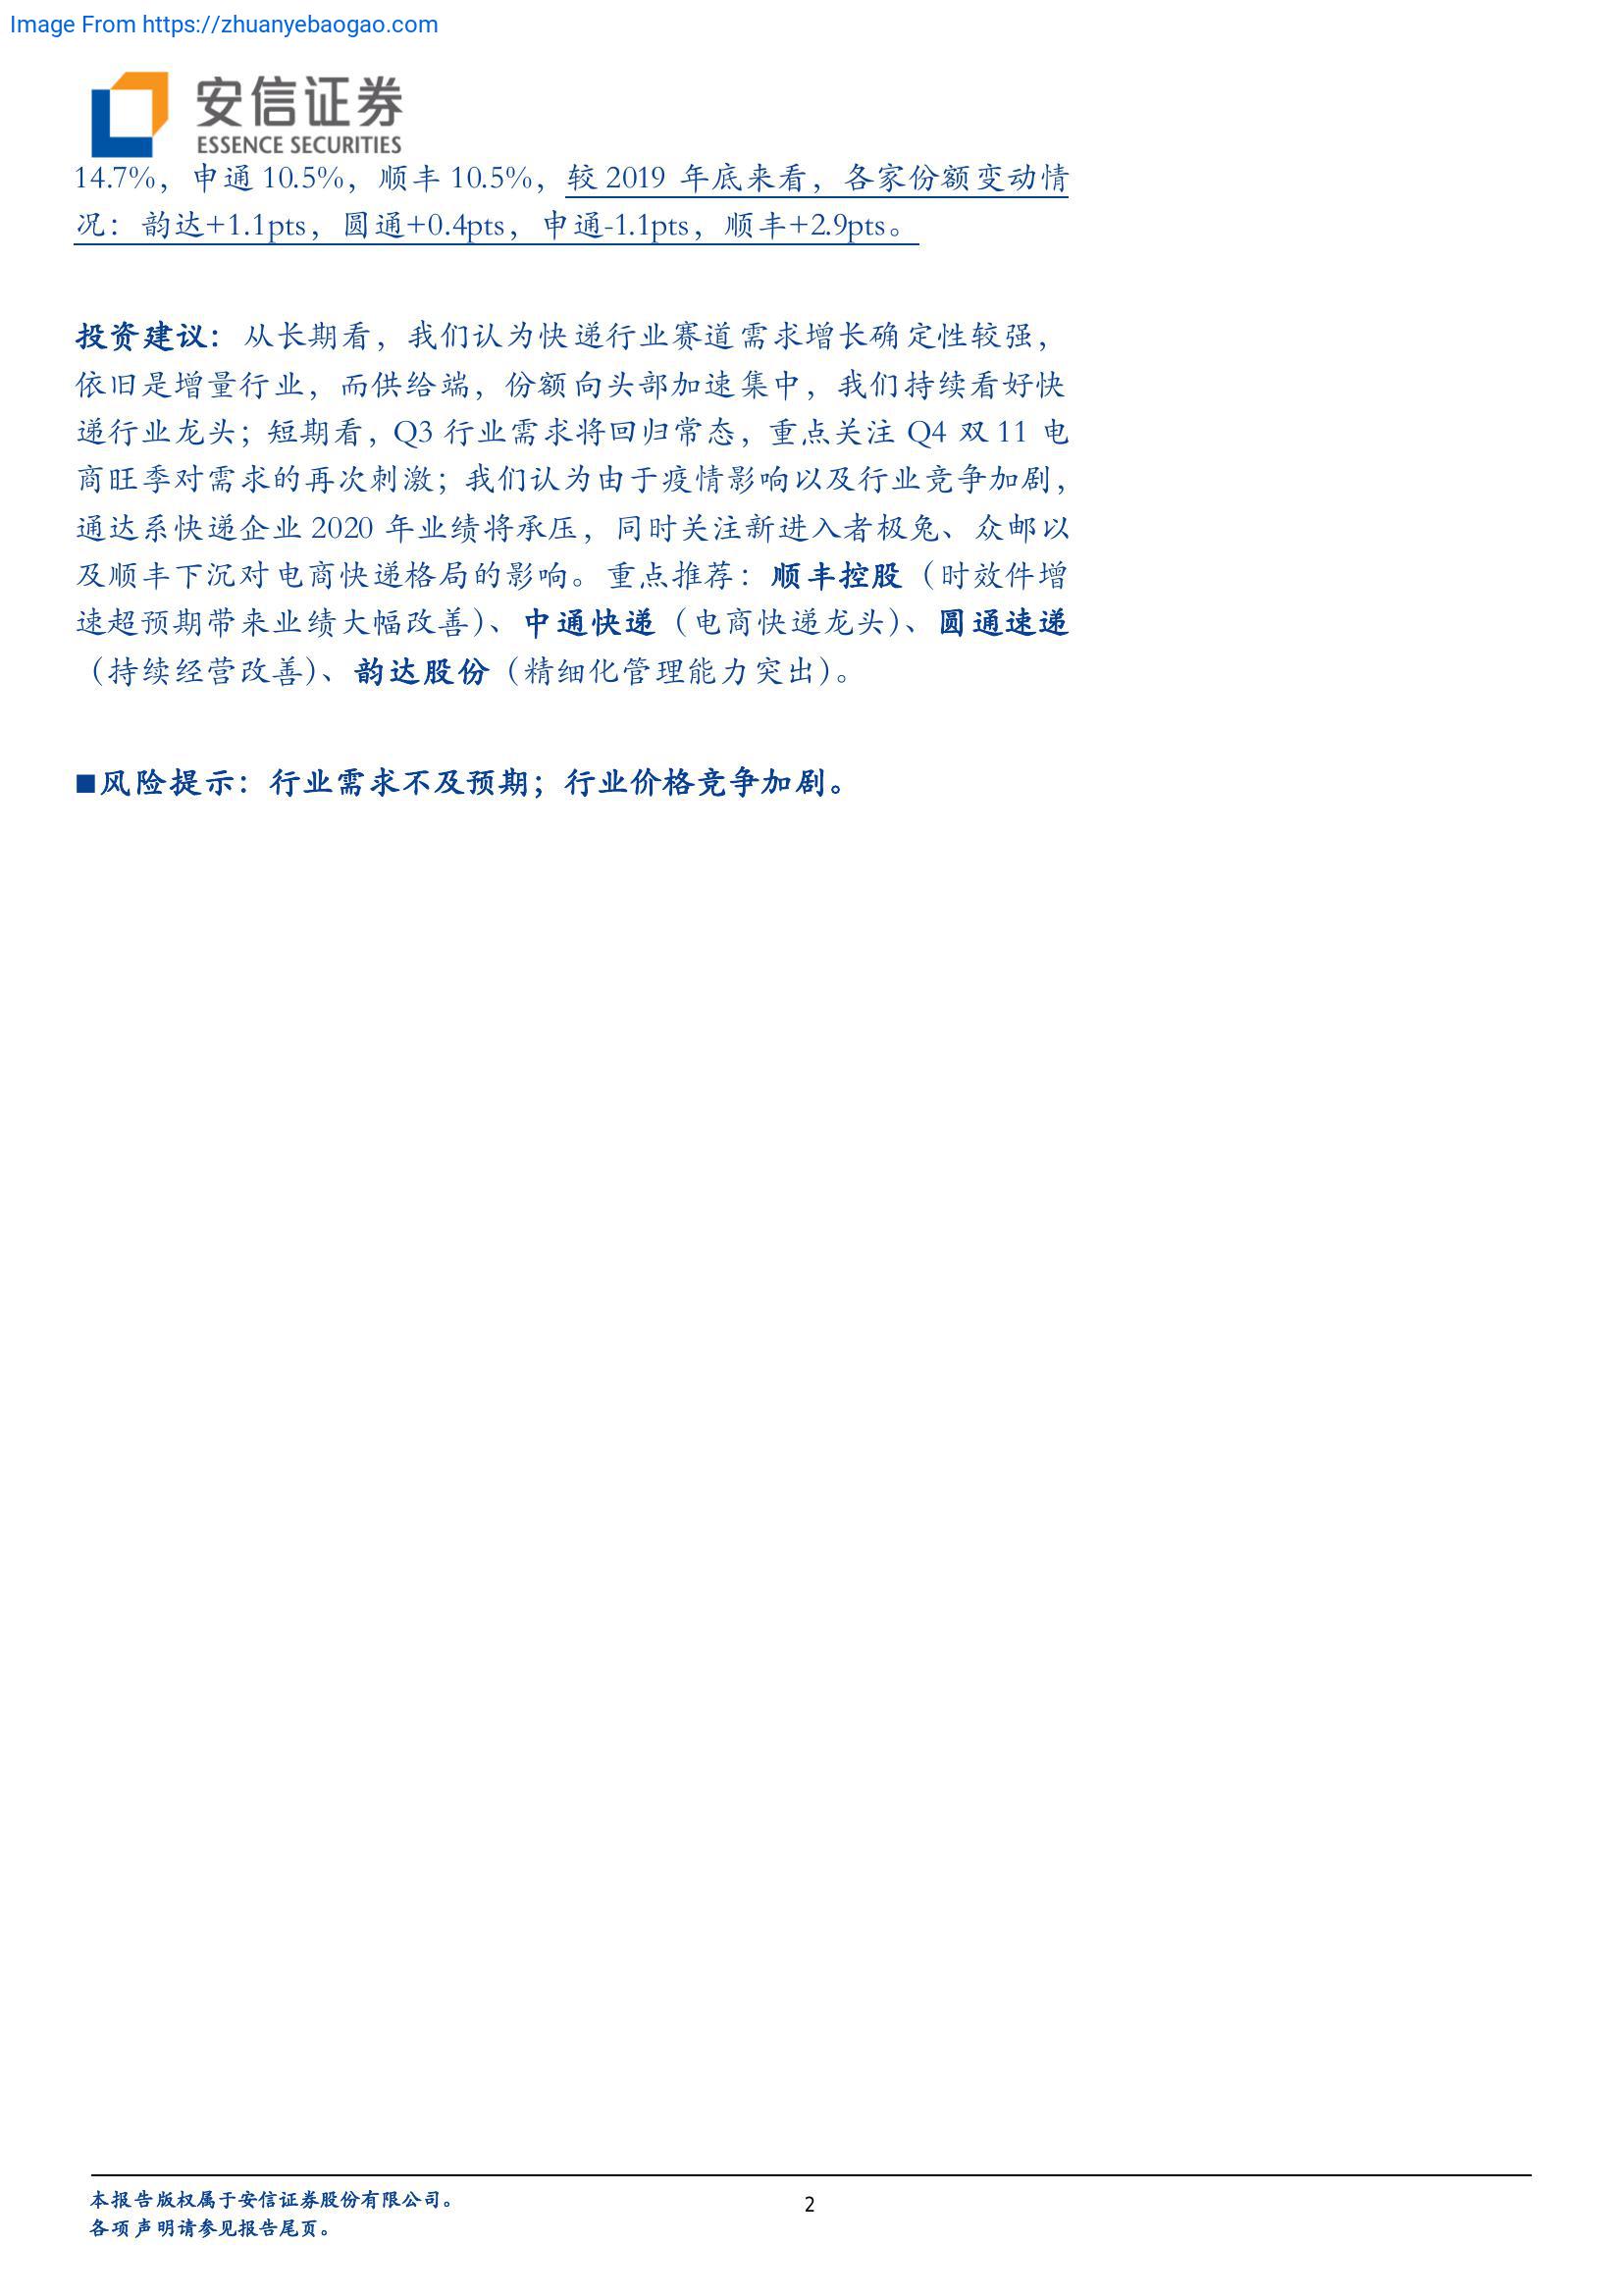 Image From https://zhuanyebaogao.com
安信证券
ESSENCE SECURITIES
14.7%，申通 10.5%，顺丰 10.5%，较 2019 年底来看，各家份额变动情
况：韵达+1.1pts，圆通+0.4pts，申通-1.1pts，顺丰+2.9pts。
投资建议：从长期看，我们认为快递行业赛道需求增长确定性较强，
依旧是增量行业，而供给端，份额向头部加速集中，我们持续看好快
递行业龙头；短期看，Q3 行业需求将回归常态，重点关注 Q4 双 11 电
商旺季对需求的再次刺激；我们认为由于疫情影响以及行业竞争加剧，
通达系快递企业 2020 年业绩将承压，同时关注新进入者极兔、众邮以
及顺丰下沉对电商快递格局的影响。重点推荐：顺丰控股（时效件增
速超预期带来业绩大幅改善）、中通快递（电商快递龙头）、圆通速递
（持续经营改善）、韵达股份（精细化管理能力突出）。
■风险提示：行业需求不及预期；行业价格竞争加剧。
本报告版权属于安信证券股份有限公司。
各项声明请参见报告尾页。
2